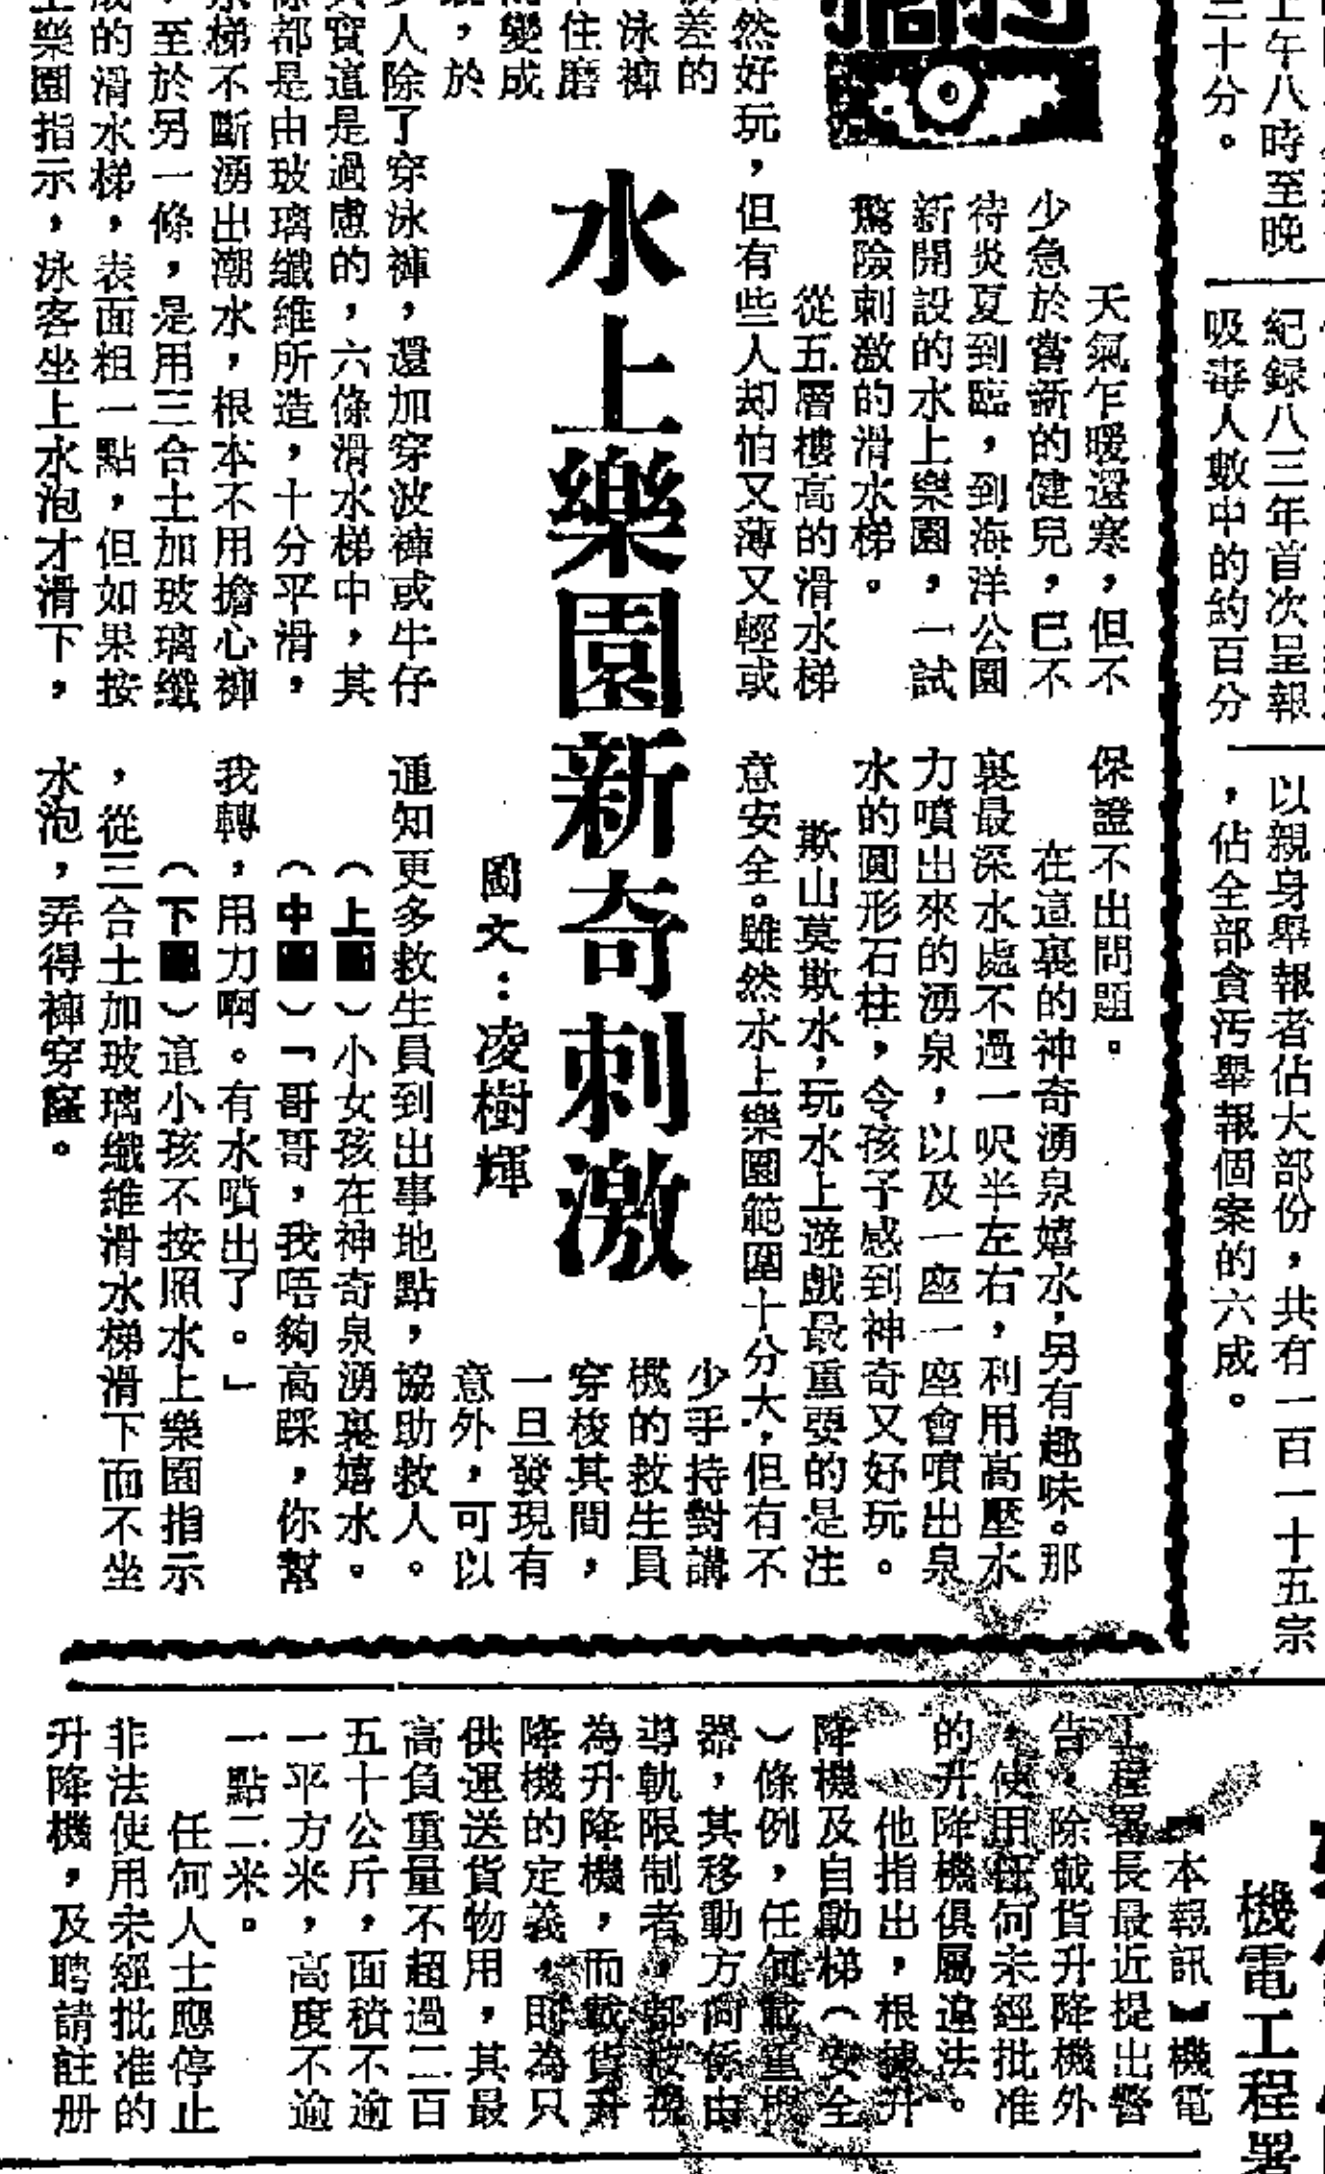 上午八時至晚
三十分。
紀録八三年首次呈報
吸毒人數中的約百分
以親身舉報者佔大部份，共有一百一十五宗
，佔全部貪汚舉報個案的六成。
水上樂園新奇刺激
圖文：凌樹輝
天氣乍暖還寒，但不
少急於嘗新的健兒，已不
待炎夏到臨，到海洋公園
新開設的水上樂園，一試
驚險刺激的滑水梯。
從五層樓高的滑水梯
然好玩，但有些人却怕又薄又輕或
差的
泳褲
住磨
變成
，於
人除了穿泳褲，還加穿波褲或牛仔
實這是過慮的，六條滑水梯中，其
都是由玻璃纖維所造，十分平滑，
梯不斷湧出潮水，根本不用擔心褲
至於另一條，是用三合土加玻璃纖
的滑水梯，表面粗一點，但如果按
樂園指示，泳客坐上水泡才滑下，
保證不出問題。
在這裏的神奇湧泉嬉水，另有趣味。那
裏最深水處不過一呎半左右，利用高壓水
力噴出來的湧泉，以及一座一座會噴出泉
水的圓形石柱，令孩子感到神奇又好玩。
欺山莫欺水，玩水上遊戲最重要的是注
意安全。雖然水上樂園範圍十分大，但有不
少手持對講
機的救生員
穿梭其間，
一旦發現有
意外，可以
通知更多救生員到出事地點，協助救人。
（上圖）小女孩在神奇泉湧裏嬉水。
（中圖）「哥哥，我唔夠高踩，你幫
我轉，用力啊。有水噴出了。」
（下圖）這小孩不按照水上樂園指示
，從三合土加玻璃纖維滑水梯滑下而不坐
水泡，弄得褲穿窿。
機電工程署
【本報訊】機電
工程署長最近提出警
告，除載貨升降機外
，使用任何未經批准
的升降機俱屬違法。
他指出，根據升
降機及自動梯（安全
）條例，任何載重機
器，其移動方向係由
導軌限制者，都被視
為升降機，而載貨升
降機的定義，即為只
供運送貨物用，其最
高負重量不超過二百
五十公斤，面積不逾
一平方米，高度不逾
一點二米。
任何人士應停止
非法使用未經批准的
升降機，及聘請註册